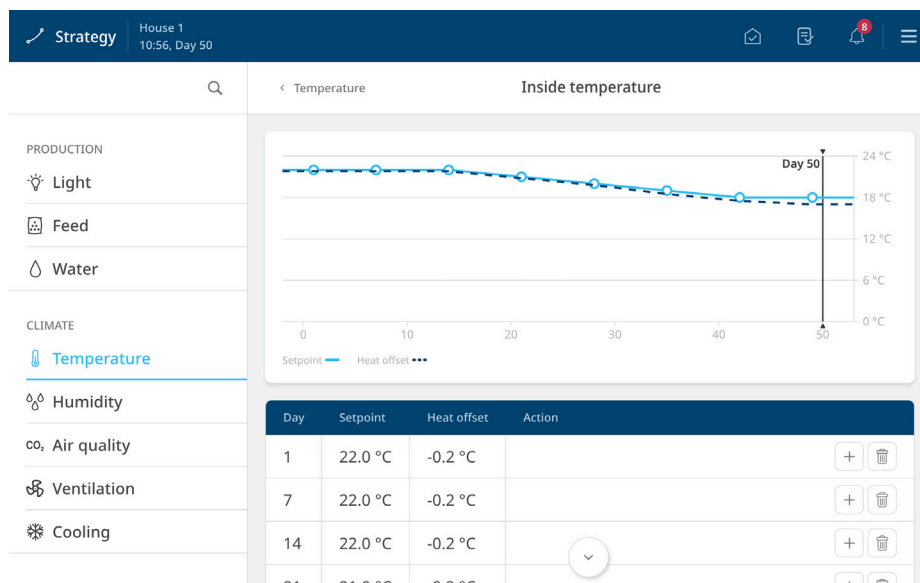 Strategy
House 1
10:56, Day 50
8
PRODUCTION
Light
Feed
Water
CLIMATE
Temperature
Humidity
CO₂ Air quality
Ventilation
Cooling
‹ Temperature
Inside temperature
Day 50
24 °C
18 °C
12 °C
6 °C
0 °C
0 10 20 30 40 50
Setpoint Heat offset
Day Setpoint Heat offset Action
1 22.0 °C -0.2 °C
7 22.0 °C -0.2 °C
14 22.0 °C -0.2 °C